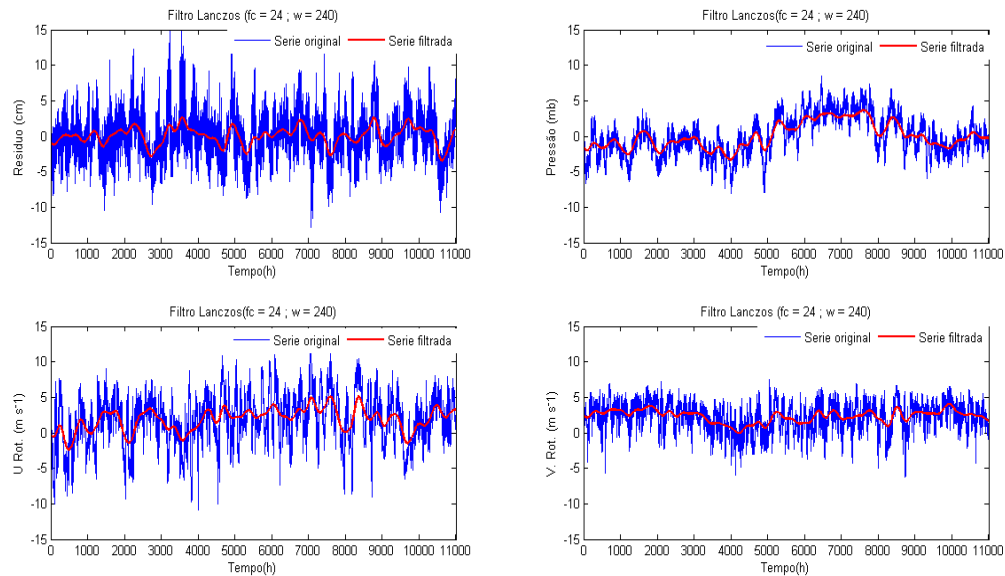 Filtro Lanczos (fc = 24 ; w = 240)
Serie original
Serie filtrada
Residuo (cm)
15
10
5
0
-5
-10
-15
0 1000 2000 3000 4000 5000 6000 7000 8000 9000 10000 11000
Tempo(h)
Filtro Lanczos (fc = 24 ; w = 240)
Serie original
Serie filtrada
Pressão (mb)
15
10
5
0
-5
-10
-15
0 1000 2000 3000 4000 5000 6000 7000 8000 9000 10000 11000
Tempo(h)
Filtro Lanczos(fc = 24 ; w = 240)
Serie original
Serie filtrada
U Rot. (m s-1)
15
10
5
0
-5
-10
-15
0 1000 2000 3000 4000 5000 6000 7000 8000 9000 10000 11000
Tempo(h)
Filtro Lanczos (fc = 24 ; w = 240)
Serie original
Serie filtrada
V. Rot. (m s-1)
15
10
5
0
-5
-10
-15
0 1000 2000 3000 4000 5000 6000 7000 8000 9000 10000 11000
Tempo(h)